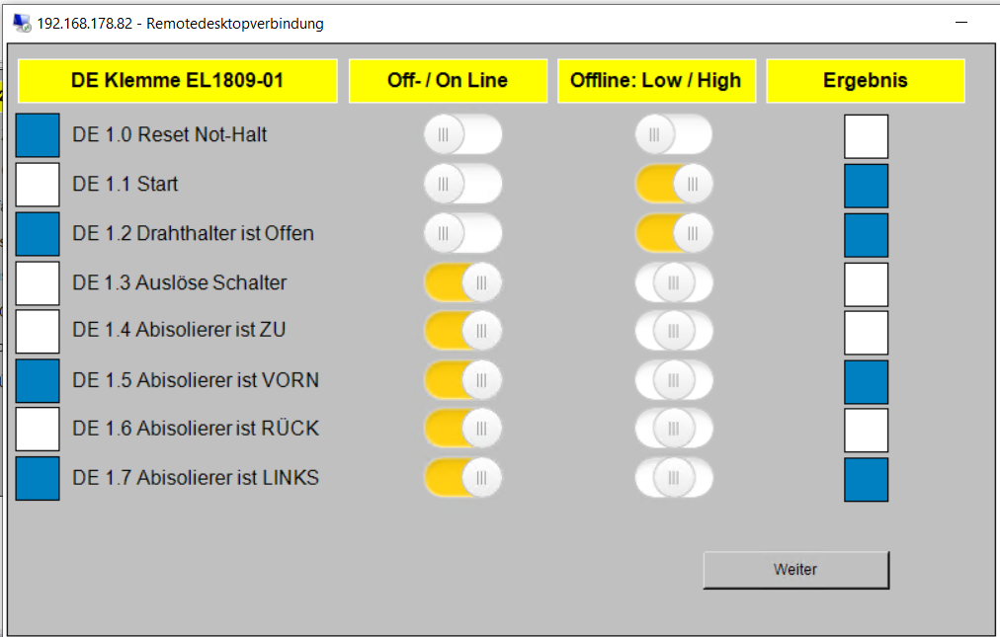 192.168.178.82 - Remotedesktopverbindung
DE Klemme EL1809-01 Off- / On Line Offline: Low / High Ergebnis
DE 1.0 Reset Not-Halt
DE 1.1 Start
DE 1.2 Drahthalter ist Offen
DE 1.3 Auslöse Schalter
DE 1.4 Abisolierer ist ZU
DE 1.5 Abisolierer ist VORN
DE 1.6 Abisolierer ist RÜCK
DE 1.7 Abisolierer ist LINKS
Weiter